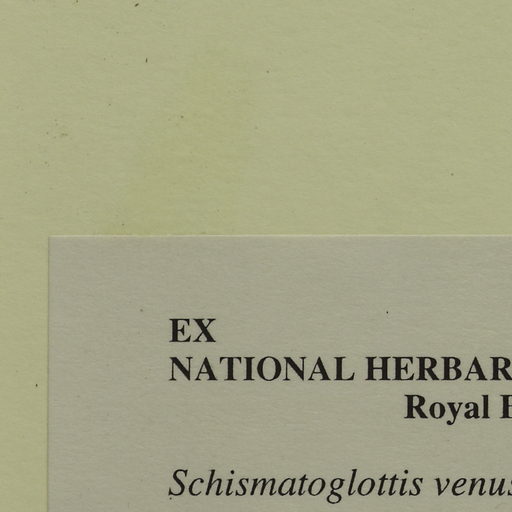 EX
NATIONAL HERBAR
Royal
Schismatoglottis venus